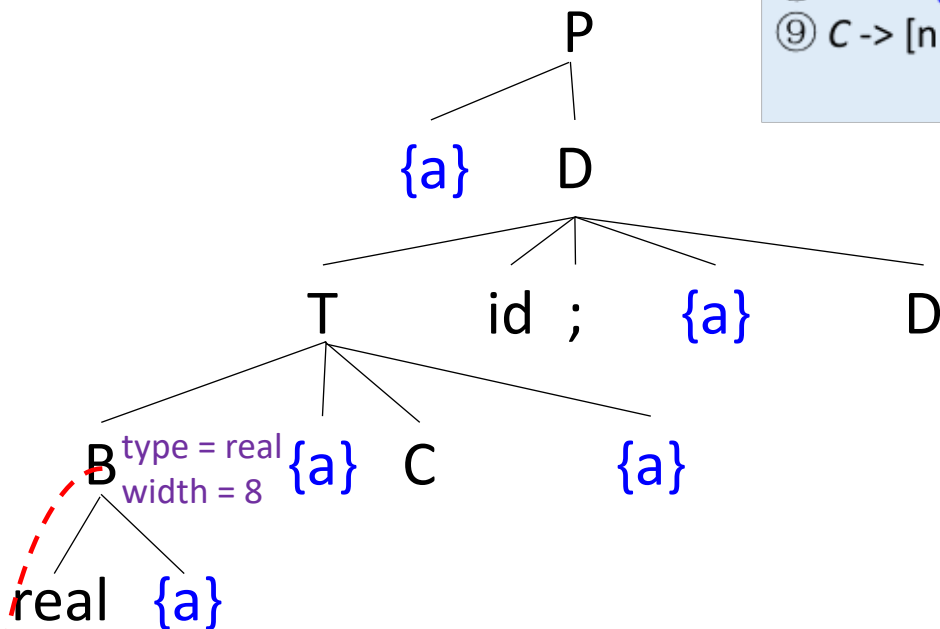 P
⑨ C -> [n
{a} D
T id ; {a} D
B type = real {a} C {a}
width = 8
real {a}